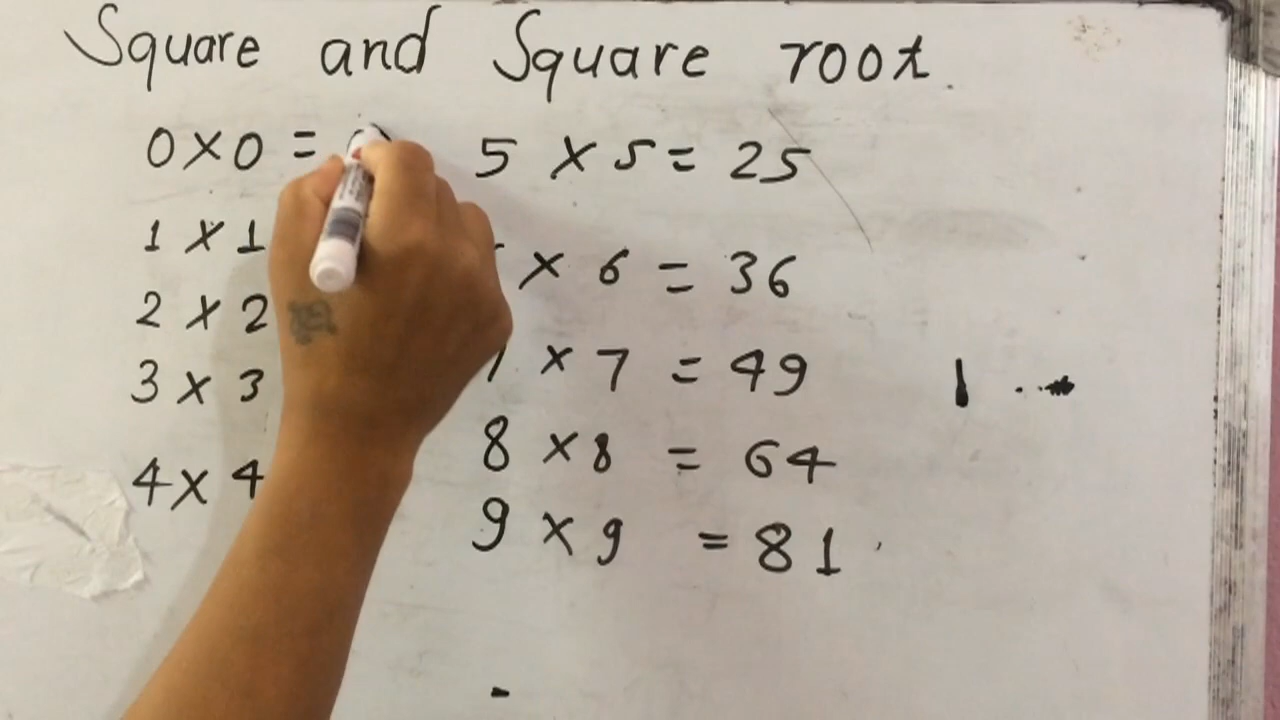 Square and Square root.
0 × 0 =
1 × 1
2 × 2
3 × 3
4 × 4
5 × 5 = 25
× 6 = 36
× 7 = 49
8 × 8 = 64
9 × 9 = 81